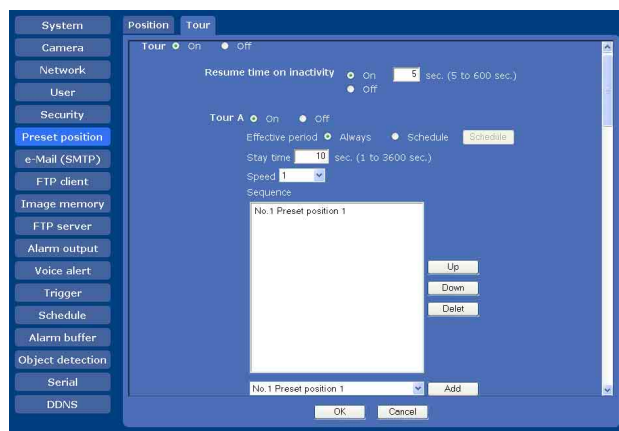 System
Camera
Network
User
Security
Preset position
e-Mail (SMTP)
FTP client
Image memory
FTP server
Alarm output
Voice alert
Trigger
Schedule
Alarm buffer
Object detection
Serial
DDNS
Position Tour
Tour On Off
Resume time on inactivity On 5 sec. (5 to 600 sec.)
Off
Tour A On Off
Effective period Always Schedule Schedule
Stay time 10 sec. (1 to 3600 sec.)
Speed 1
Sequence
No.1 Preset position 1
Up
Down
Delet
No.1 Preset position 1 Add
OK Cancel